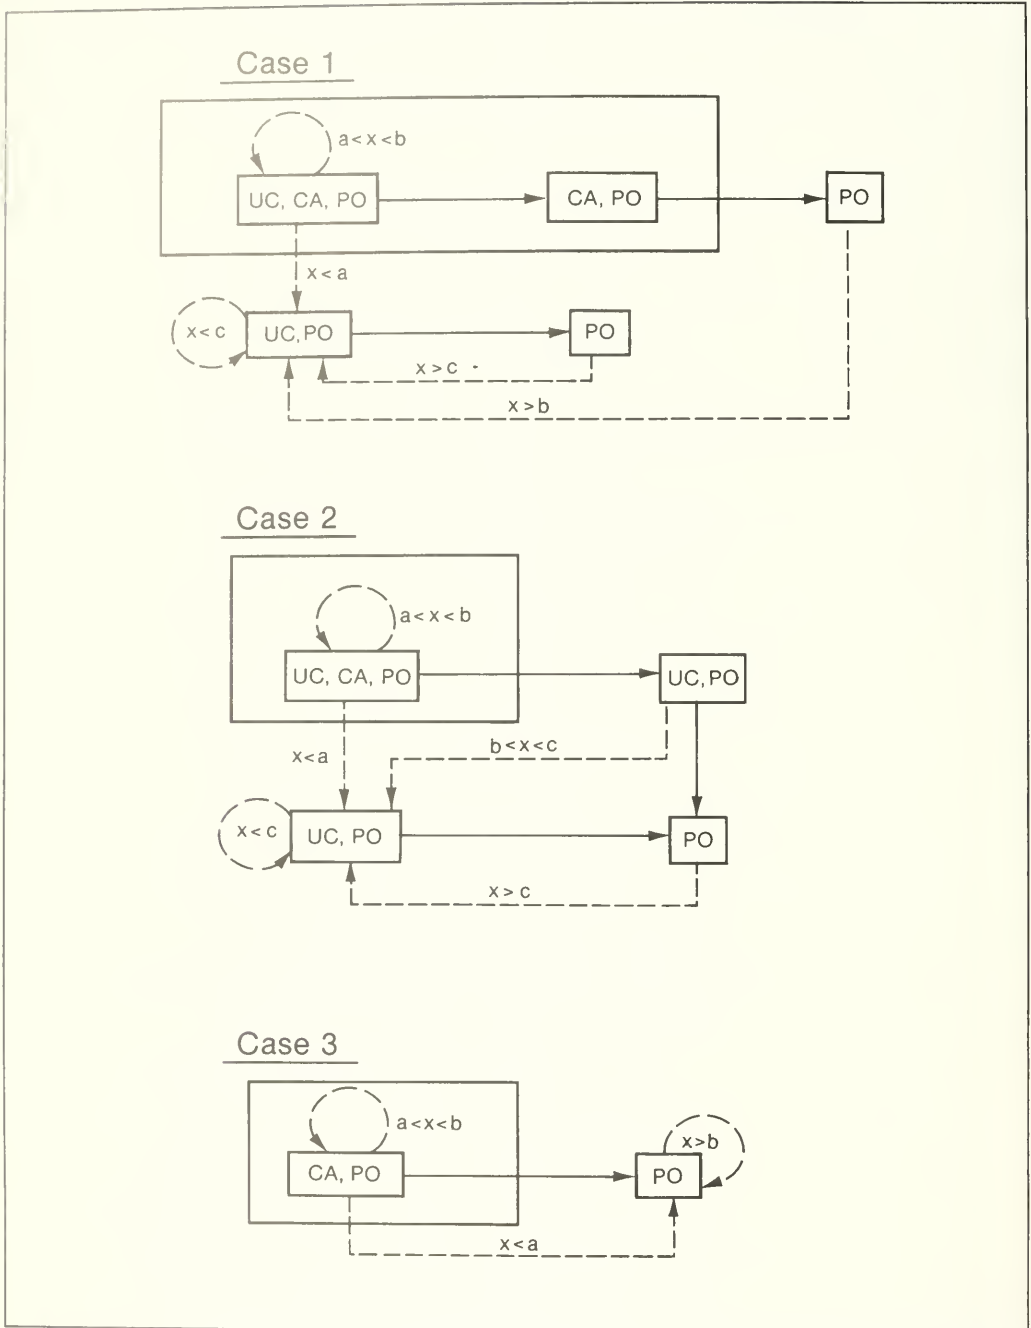 Case 1
a<x<b
UC, CA, PO
CA, PO
PO
x<a
x<c
UC, PO
PO
x>c
x>b
Case 2
a<x<b
UC, CA, PO
UC, PO
x<a
b<x<c
x<c
UC, PO
PO
x>c
Case 3
a<x<b
x>b
CA, PO
PO
x<a